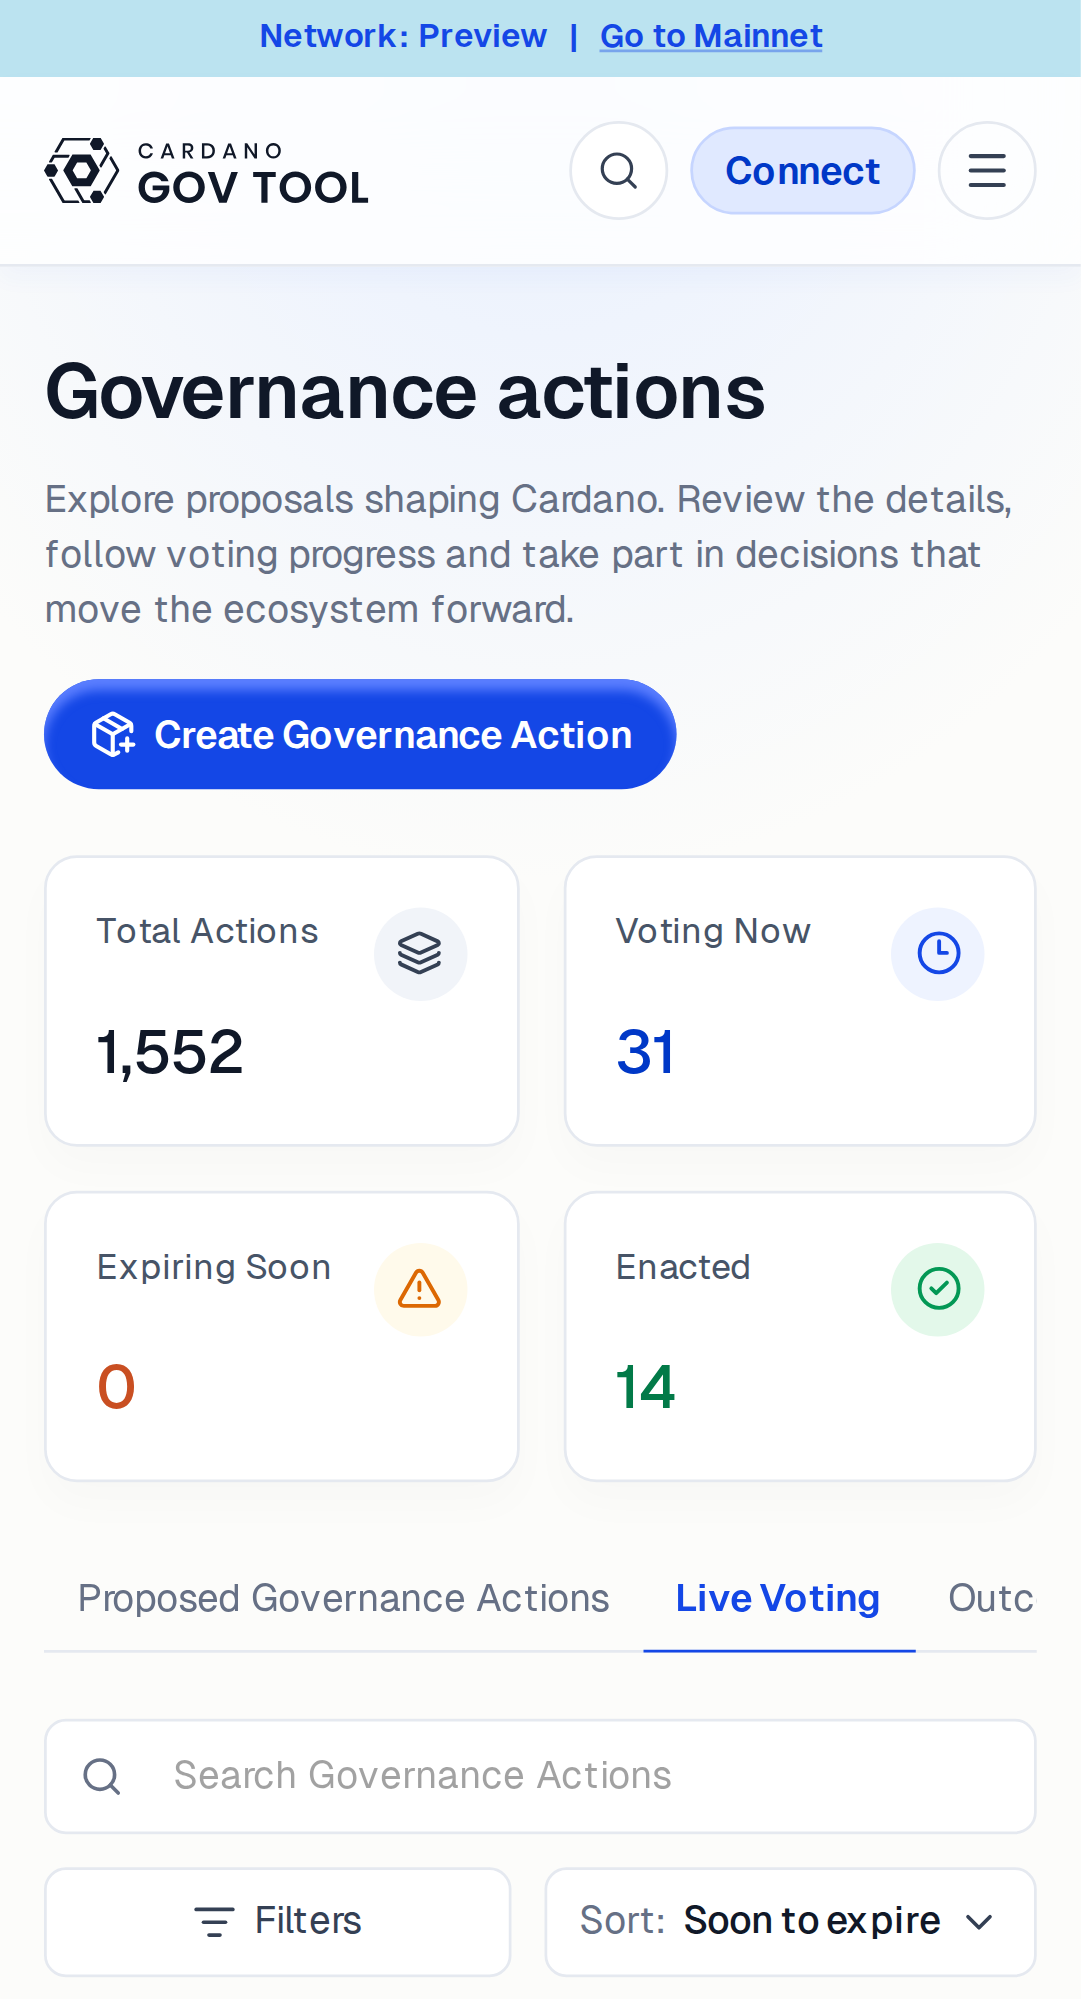 Network: Preview | Go to Mainnet
CARDANO
GOV TOOL
Connect
Governance actions
Explore proposals shaping Cardano. Review the details,
follow voting progress and take part in decisions that
move the ecosystem forward.
Create Governance Action
Total Actions
1,552
Voting Now
31
Expiring Soon
0
Enacted
14
Proposed Governance Actions
Live Voting
Search Governance Actions
Filters
Sort: Soon to expire